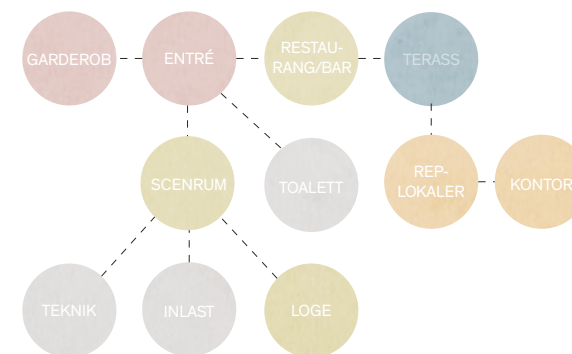 GARDEROB
ENTRÉ
RESTAU-
RANG/BAR
TERASS
SCENRUM
TOALETT
REP-
LOKALER
KONTOR
TEKNIK
INLAST
LOGE